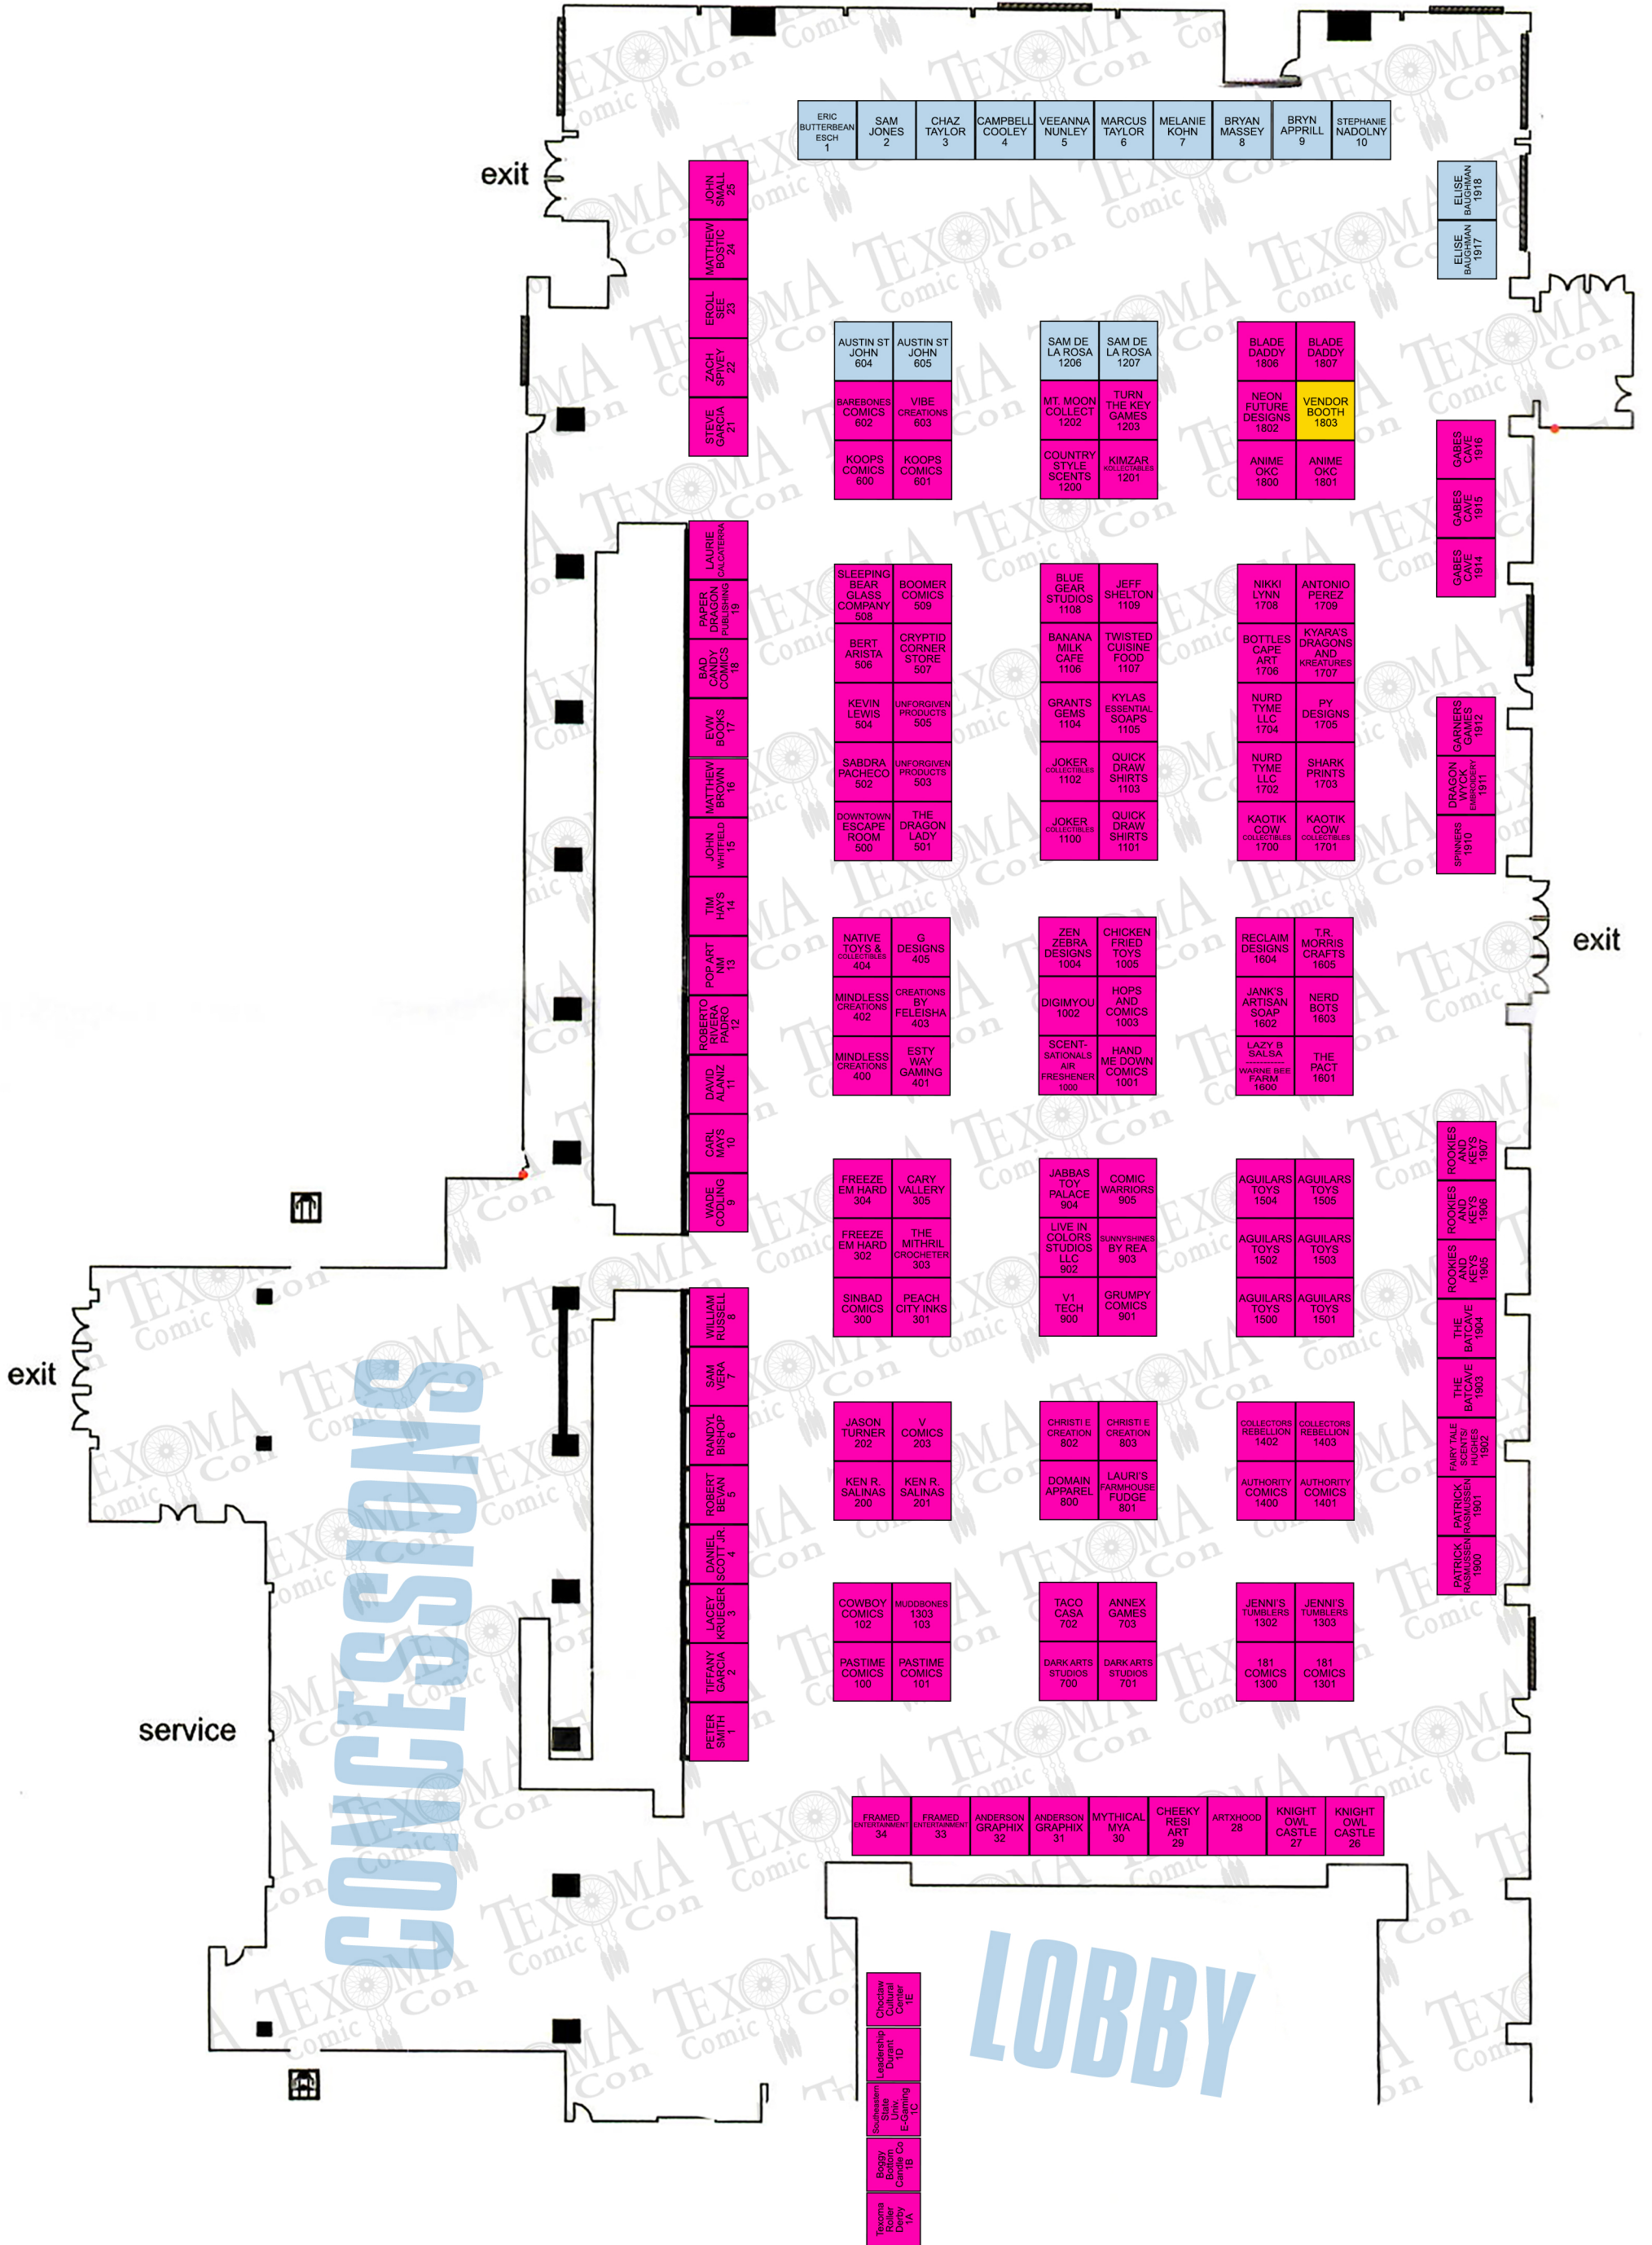 exit
ERIC
BUTTERBEAN
ESCH
1
SAM
JONES
2
CHAZ
TAYLOR
3
CAMPBELL
COOLEY
4
VEEANNA
NUNLEY
5
MARCUS
TAYLOR
6
MELANIE
KOHN
7
BRYAN
MASSEY
8
BRYN
APPRILL
9
STEPHANIE
NADOLNY
10
ELISE
BAUGHMAN
1918
ELISE
BAUGHMAN
1917
JOHN
SMALL
25
MATTHEW
BOSTIC
24
EROLL
SEE
23
ZACH
SPIVEY
22
STEVE
GARCIA
21
AUSTIN ST
JOHN
604
AUSTIN ST
JOHN
605
BAREBONES
COMICS
602
VIBE
CREATIONS
603
KOOPS
COMICS
600
KOOPS
COMICS
601
SAM DE
LA ROSA
1206
SAM DE
LA ROSA
1207
MT. MOON
COLLECT
1202
TURN
THE KEY
GAMES
1203
COUNTRY
STYLE
SCENTS
1200
KIMZAR
KOLLECTABLES
1201
BLADE
DADDY
1806
BLADE
DADDY
1807
NEON
FUTURE
DESIGNS
1802
VENDOR
BOOTH
1803
ANIME
OKC
1800
ANIME
OKC
1801
GABES
CAVE
1916
GABES
CAVE
1915
GABES
CAVE
1914
LAURIE
CALCATERRA
PAPER
DRAGON
PUBLISHING
19
BAD
CANDY
COMICS
18
EVW
BOOKS
17
MATTHEW
BROWN
16
JOHN
WHITFIELD
15
TIM
HAYS
14
POP ART
NM
13
ROBERTO
RIVERA
PADRO
12
DAVID
ALANIZ
11
CARL
MAYS
10
WADE
CODLING
9
SLEEPING
BEAR
GLASS
COMPANY
508
BOOMER
COMICS
509
BERT
ARISTA
506
CRYPTID
CORNER
STORE
507
KEVIN
LEWIS
504
UNFORGIVEN
PRODUCTS
505
SABDRA
PACHECO
502
UNFORGIVEN
PRODUCTS
503
DOWNTOWN
ESCAPE
ROOM
500
THE
DRAGON
LADY
501
BLUE
GEAR
STUDIOS
1108
JEFF
SHELTON
1109
BANANA
MILK
CAFE
1106
TWISTED
CUISINE
FOOD
1107
GRANTS
GEMS
1104
KYLAS
ESSENTIAL
SOAPS
1105
JOKER
COLLECTIBLES
1102
QUICK
DRAW
SHIRTS
1103
JOKER
COLLECTIBLES
1100
QUICK
DRAW
SHIRTS
1101
NIKKI
LYNN
1708
ANTONIO
PEREZ
1709
BOTTLES
CAPE
ART
1706
KYARA'S
DRAGONS
AND
KREATURES
1707
NURD
TYME
LLC
1704
PY
DESIGNS
1705
NURD
TYME
LLC
1702
SHARK
PRINTS
1703
KAOTIK
COW
COLLECTIBLES
1700
KAOTIK
COW
COLLECTIBLES
1701
GARNERS
GAMES
1912
DRAGON
WYCK
EMBROIDERY
1911
SPINNERS
1910
exit
NATIVE
TOYS &
COLLECTIBLES
404
G
DESIGNS
405
MINDLESS
CREATIONS
402
CREATIONS
BY
FELEISHA
403
MINDLESS
CREATIONS
400
ESTY
WAY
GAMING
401
ZEN
ZEBRA
DESIGNS
1004
CHICKEN
FRIED
TOYS
1005
DIGIMYOU
1002
HOPS
AND
COMICS
1003
SCENT-
SATIONALS
AIR
FRESHENER
1000
HAND
ME DOWN
COMICS
1001
RECLAIM
DESIGNS
1604
T.R.
MORRIS
CRAFTS
1605
JANK'S
ARTISAN
SOAP
1602
NERD
BOTS
1603
LAZY B
SALSA
------------
WARNE BEE
FARM
1600
THE
PACT
1601
FREEZE
EM HARD
304
CARY
VALLERY
305
FREEZE
EM HARD
302
THE
MITHRIL
CROCHETER
303
SINBAD
COMICS
300
PEACH
CITY INKS
301
JABBAS
TOY
PALACE
904
COMIC
WARRIORS
905
LIVE IN
COLORS
STUDIOS
LLC
902
SUNNYSHINES
BY REA
903
V1
TECH
900
GRUMPY
COMICS
901
AGUILARS
TOYS
1504
AGUILARS
TOYS
1505
AGUILARS
TOYS
1502
AGUILARS
TOYS
1503
AGUILARS
TOYS
1500
AGUILARS
TOYS
1501
ROOKIES
AND
KEYS
1907
ROOKIES
AND
KEYS
1906
ROOKIES
AND
KEYS
1905
THE
BATCAVE
1904
THE
BATCAVE
1903
FAIRY TALE
SCENTS/
HUGHES
1902
PATRICK
RASMUSSEN
1901
PATRICK
RASMUSSEN
1900
exit
CONCESSIONS
service
WILLIAM
RUSSELL
8
SAM
VERA
7
RANDYL
BISHOP
6
ROBERT
BEVAN
5
DANIEL
SCOTT JR.
4
LACEY
KRUEGER
3
TIFFANY
GARCIA
2
PETER
SMITH
1
JASON
TURNER
202
V
COMICS
203
KEN R.
SALINAS
200
KEN R.
SALINAS
201
CHRISTI E
CREATION
802
CHRISTI E
CREATION
803
DOMAIN
APPAREL
800
LAURI'S
FARMHOUSE
FUDGE
801
COLLECTORS
REBELLION
1402
COLLECTORS
REBELLION
1403
AUTHORITY
COMICS
1400
AUTHORITY
COMICS
1401
COWBOY
COMICS
102
MUDDBONES
1303
103
PASTIME
COMICS
100
PASTIME
COMICS
101
TACO
CASA
702
ANNEX
GAMES
703
DARK ARTS
STUDIOS
700
DARK ARTS
STUDIOS
701
JENNI'S
TUMBLERS
1302
JENNI'S
TUMBLERS
1303
181
COMICS
1300
181
COMICS
1301
FRAMED
ENTERTAINMENT
34
FRAMED
ENTERTAINMENT
33
ANDERSON
GRAPHIX
32
ANDERSON
GRAPHIX
31
MYTHICAL
MYA
30
CHEEKY
RESI
ART
29
ARTXHOOD
28
KNIGHT
OWL
CASTLE
27
KNIGHT
OWL
CASTLE
26
LOBBY
Choctaw
Cultural
Center
1E
Leadership
Durant
1D
Southeastern
State
Univ.
E-Gaming
1C
Boggy
Bottom
Candle Co
1B
Texoma
Roller
Derby
1A
TEXOMA
Comic Con